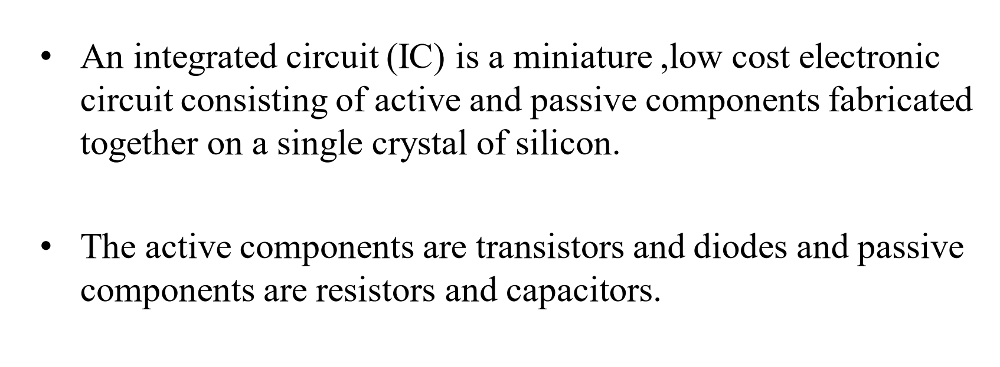 • An integrated circuit (IC) is a miniature ,low cost electronic
circuit consisting of active and passive components fabricated
together on a single crystal of silicon.
• The active components are transistors and diodes and passive
components are resistors and capacitors.